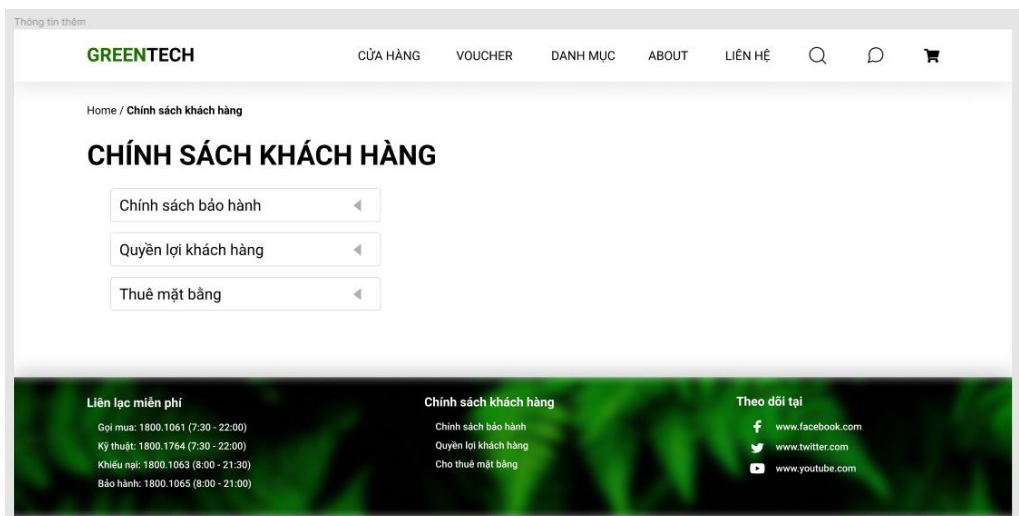 Thông tin thêm
GREENTECH CỬA HÀNG VOUCHER DANH MỤC ABOUT LIÊN HỆ
Home / Chính sách khách hàng
CHÍNH SÁCH KHÁCH HÀNG
Chính sách bảo hành
Quyền lợi khách hàng
Thuê mặt bằng
Liên lạc miễn phí
Gọi mua: 1800.1061 (7:30 - 22:00)
Kỹ thuật: 1800.1764 (7:30 - 22:00)
Khiếu nại: 1800.1063 (8:00 - 21:30)
Bảo hành: 1800.1065 (8:00 - 21:00)
Chính sách khách hàng
Chính sách bảo hành
Quyền lợi khách hàng
Cho thuê mặt bằng
Theo dõi tại
www.facebook.com
www.twitter.com
www.youtube.com